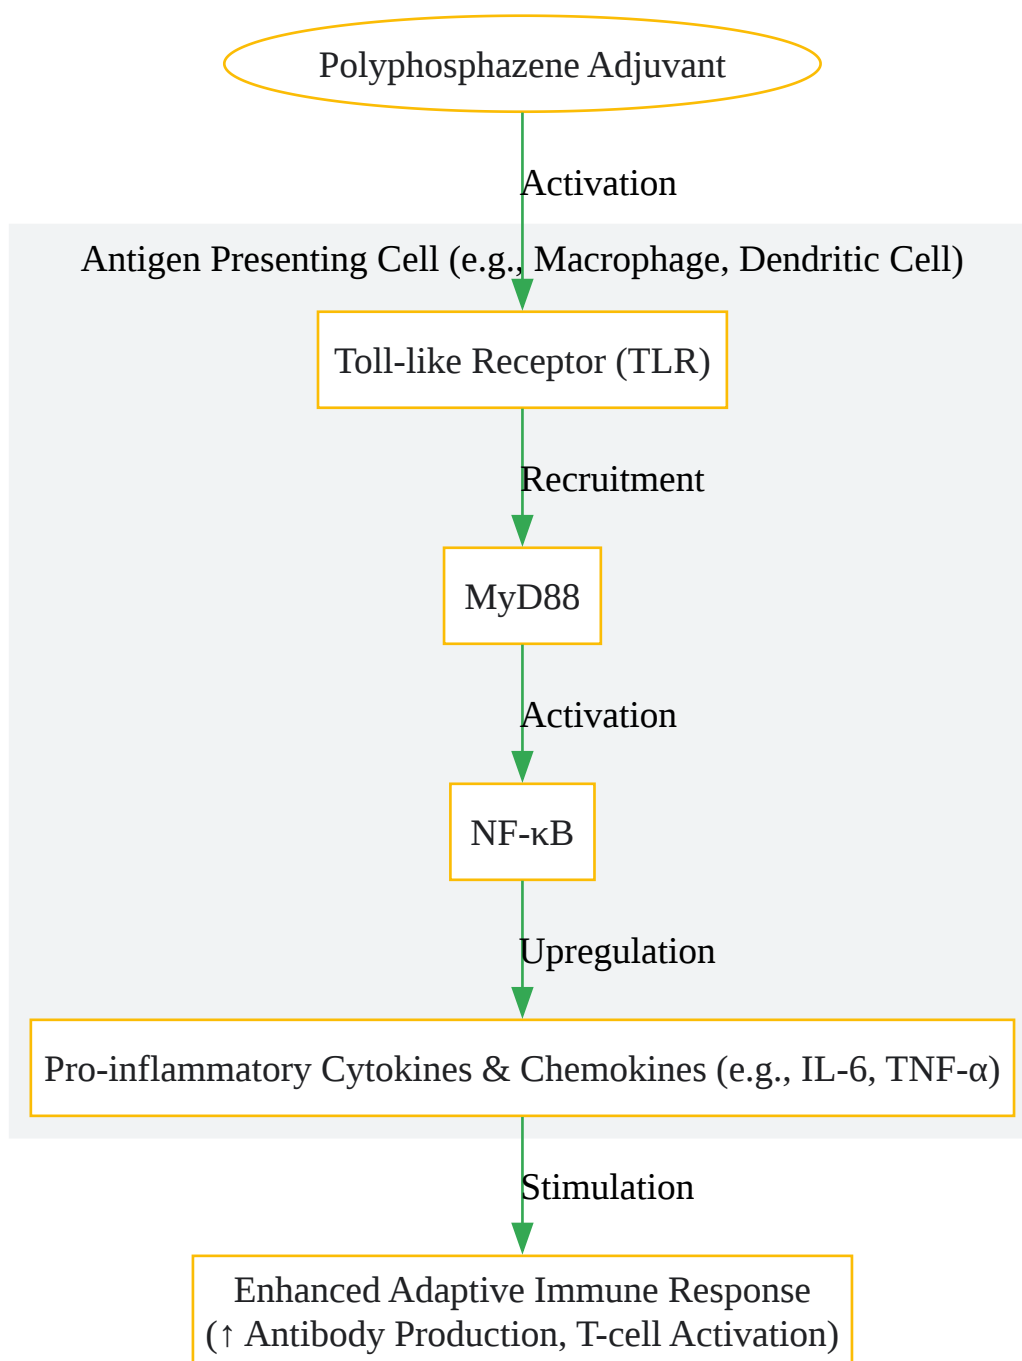 Polyphosphazene Adjuvant
Activation
Antigen Presenting Cell (e.g., Macrophage, Dendritic Cell)
Toll-like Receptor (TLR)
Recruitment
MyD88
Activation
NF-κB
Upregulation
Pro-inflammatory Cytokines & Chemokines (e.g., IL-6, TNF-α)
Stimulation
Enhanced Adaptive Immune Response
(↑ Antibody Production, T-cell Activation)